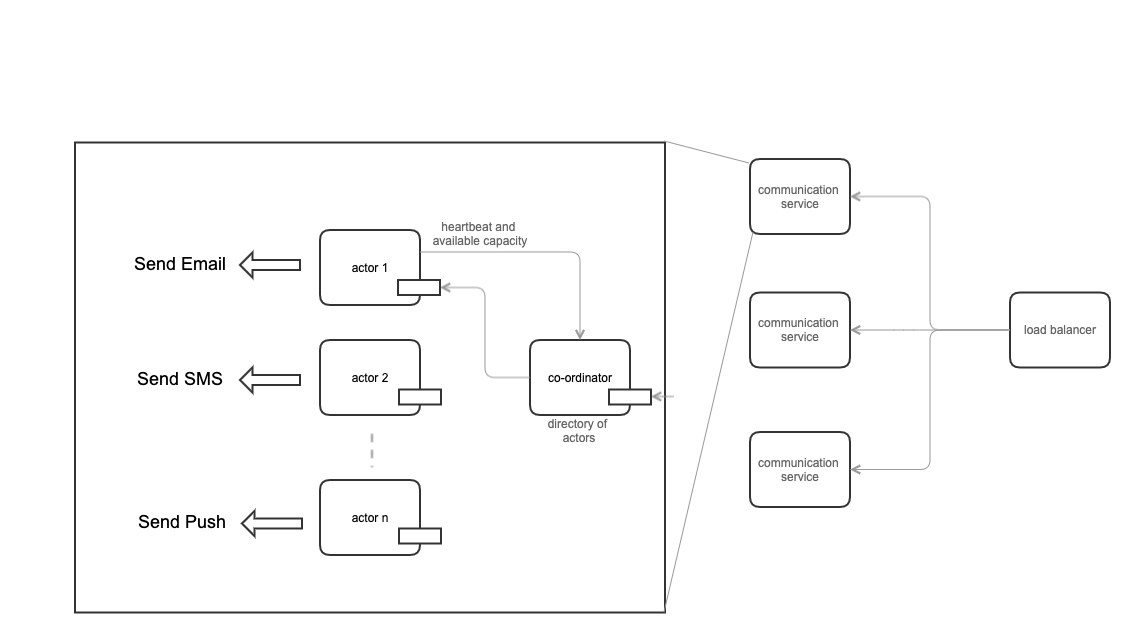 communication
service
heartbeat and
available capacity
Send Email
actor 1
communication
service
load balancer
Send SMS
actor 2
co-ordinator
directory of
actors
communication
service
Send Push
actor n